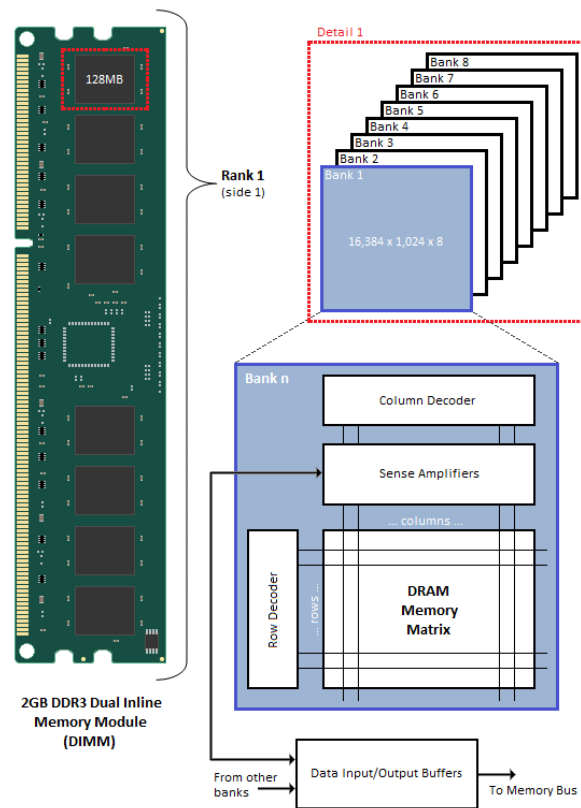 128MB
Rank 1
(side 1)
2GB DDR3 Dual Inline
Memory Module
(DIMM)
Detail 1
Bank 8
Bank 7
Bank 6
Bank 5
Bank 4
Bank 3
Bank 2
Bank 1
16,384 x 1,024 x 8
Bank n
Column Decoder
Sense Amplifiers
... columns ...
Row Decoder
... rows ...
DRAM
Memory
Matrix
Data Input/Output Buffers
From other
banks
To Memory Bus